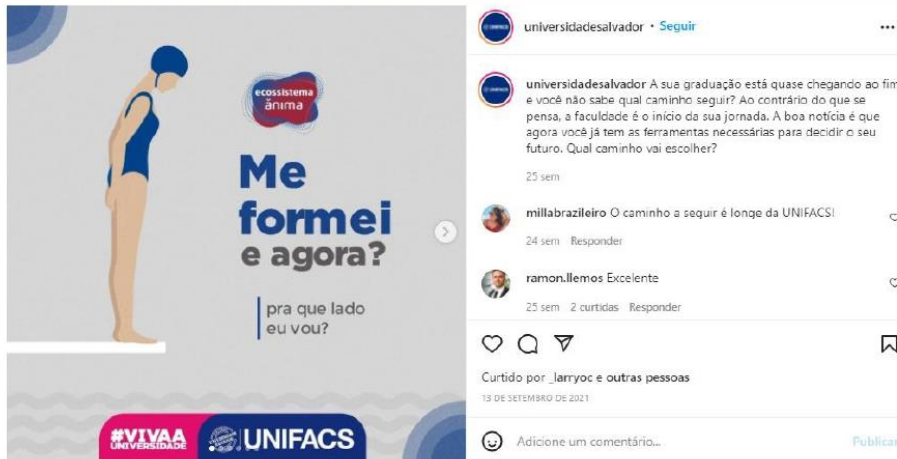 ecossistema
ânima
Me
formei
e agora?
pra que lado
eu vou?
#VIVAA
UNIVERSIDADE
UNIFACS
universidadesalvador • Seguir
universidadesalvador A sua graduação está quase chegando ao fim
e você não sabe qual caminho seguir? Ao contrário do que se
pensa, a faculdade é o início da sua jornada. A boa notícia é que
agora você já tem as ferramentas necessárias para decidir o seu
futuro. Qual caminho vai escolher?
25 sem
millabrazileiro O caminho a seguir é longe da UNIFACS!
24 sem Responder
ramon.llemos Excelente
25 sem 2 curtidas Responder
Curtido por _larryoc e outras pessoas
13 DE SETEMBRO DE 2021
Adicione um comentário...
Publicar